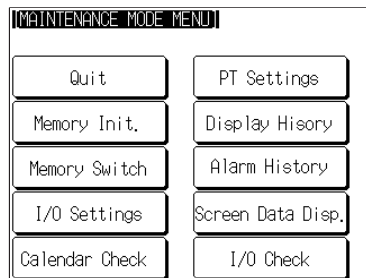 [MAINTENANCE MODE MENU]
Quit
PT Settings
Memory Init.
Display Hisory
Memory Switch
Alarm History
I/O Settings
Screen Data Disp.
Calendar Check
I/O Check